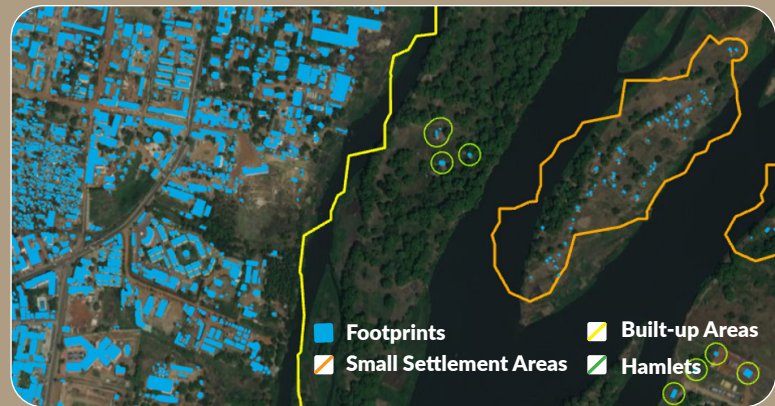 Footprints
Built-up Areas
Small Settlement Areas
Hamlets